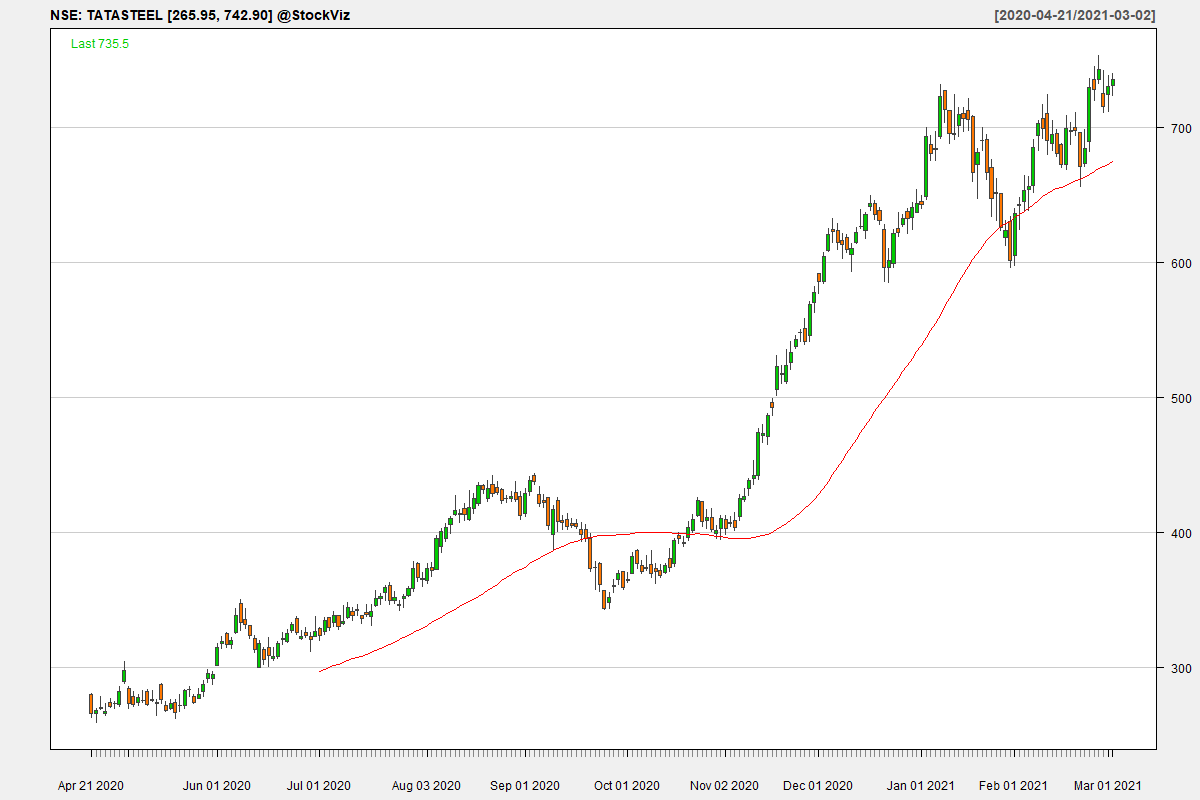 NSE: TATASTEEL [265.95, 742.90] @StockViz
[2020-04-21/2021-03-02]
Last 735.5
700
600
500
400
300
Apr 21 2020
Jun 01 2020
Jul 01 2020
Aug 03 2020
Sep 01 2020
Oct 01 2020
Nov 02 2020
Dec 01 2020
Jan 01 2021
Feb 01 2021
Mar 01 2021